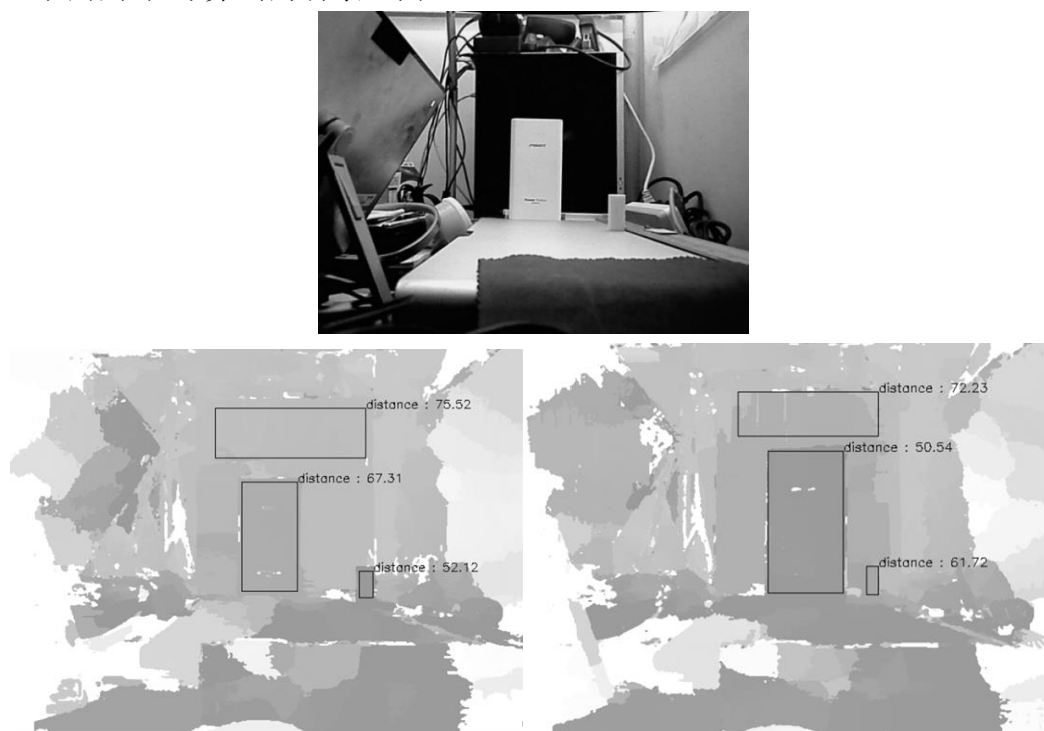 distance : 75.52
distance : 67.31
distance : 52.12
distance : 72.23
distance : 50.54
distance : 61.72